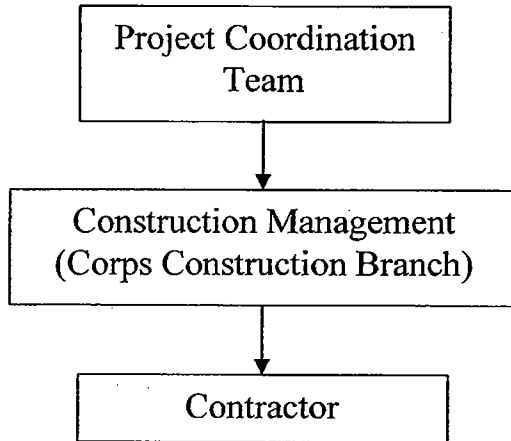 Project Coordination
Team
Construction Management
(Corps Construction Branch)
Contractor